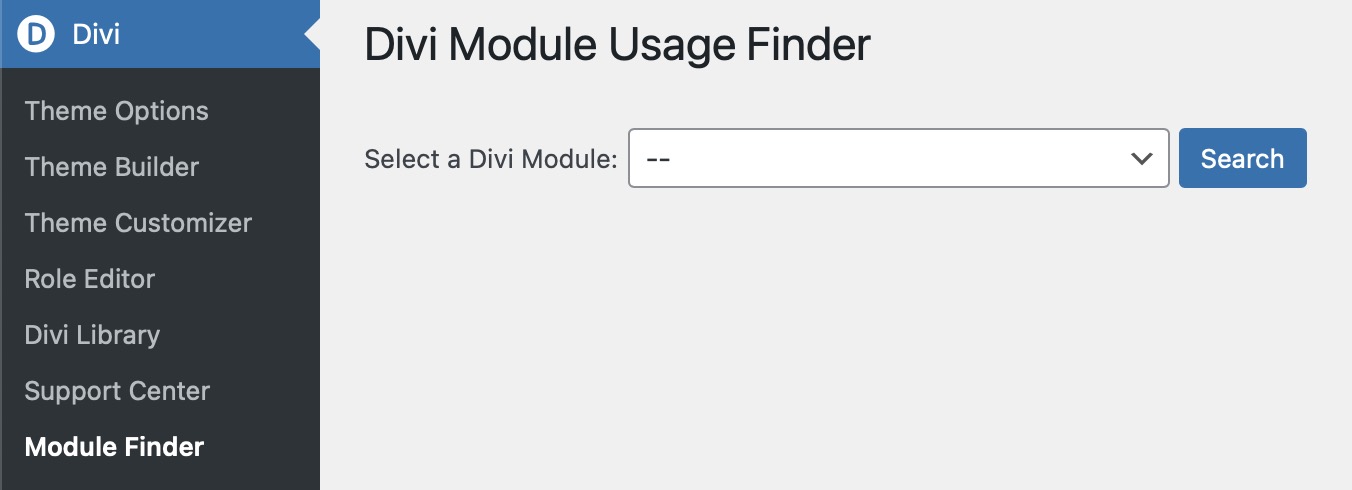 D Divi
Theme Options
Theme Builder
Theme Customizer
Role Editor
Divi Library
Support Center
Module Finder
Divi Module Usage Finder
Select a Divi Module: -- Search